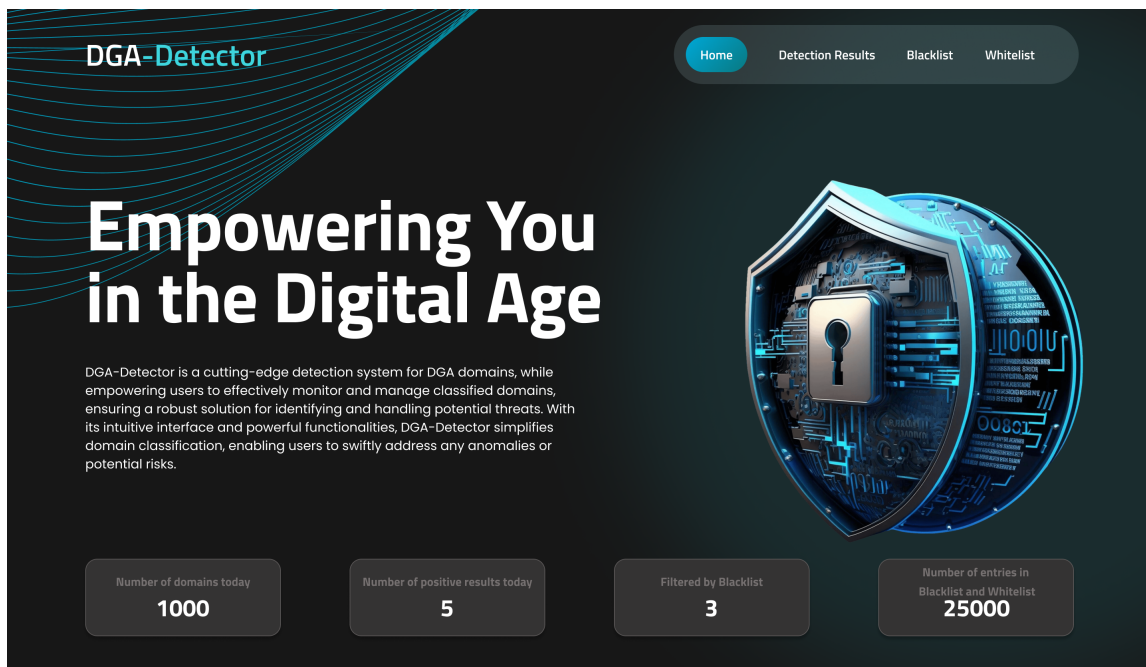 DGA-Detector
Home
Detection Results
Blacklist
Whitelist
Empowering You
in the Digital Age
DGA-Detector is a cutting-edge detection system for DGA domains, while
empowering users to effectively monitor and manage classified domains,
ensuring a robust solution for identifying and handling potential threats. With
its intuitive interface and powerful functionalities, DGA-Detector simplifies
domain classification, enabling users to swiftly address any anomalies or
potential risks.
Number of domains today
1000
Number of positive results today
5
Filtered by Blacklist
3
Number of entries in
Blacklist and Whitelist
25000